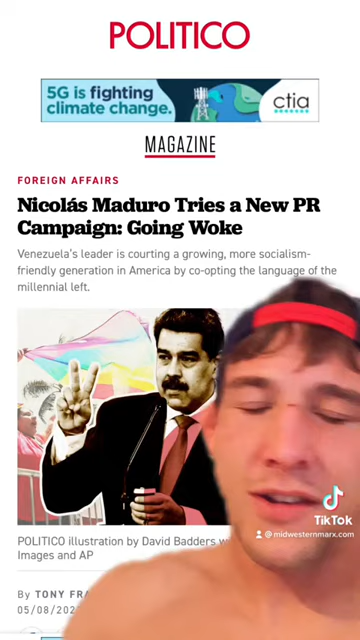 POLITICO
5G is fighting
climate change.
ctia
MAGAZINE
FOREIGN AFFAIRS
Nicolás Maduro Tries a New PR
Campaign: Going Woke
Venezuela's leader is courting a growing, more socialism-
friendly generation in America by co-opting the language of the
millennial left.
TikTok
@ midwesternmarx.com
POLITICO illustration by David Badders
Images and AP
By TONY
05/08/